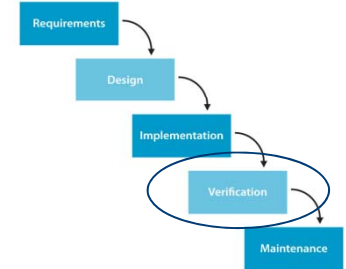 Requirements
Design
Implementation
Verification
Maintenance